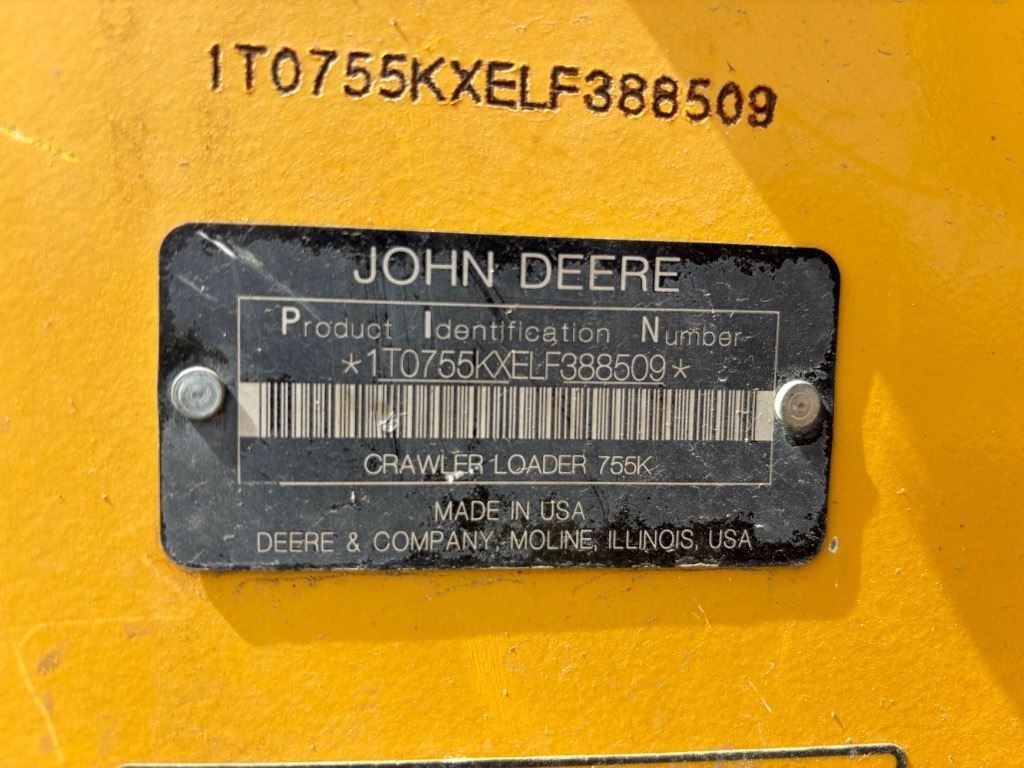 1T0755KXELF388509
JOHN DEERE
Product Identification Number
*1T0755KXELF388509*
CRAWLER LOADER 755K
MADE IN USA
DEERE & COMPANY MOLINE, ILLINOIS, USA